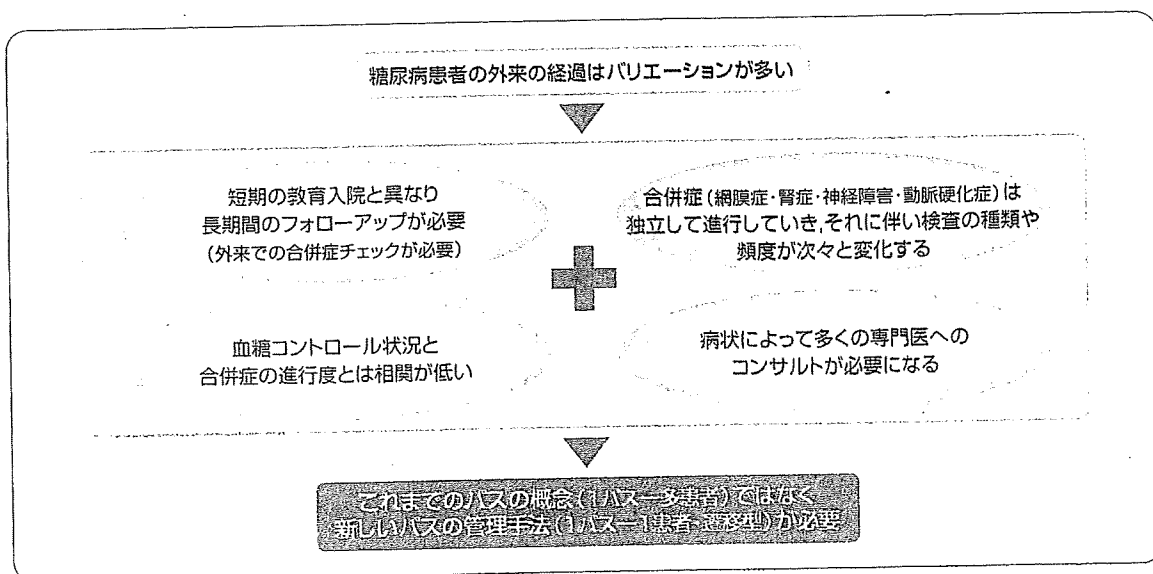 糖尿病患者の外来の経過はバリエーションが多い
短期の教育入院と異なり
長期間のフォローアップが必要
(外来での合併症チェックが必要)
合併症(網膜症・腎症・神経障害・動脈硬化症)は
独立して進行していき,それに伴い検査の種類や
頻度が次々と変化する
血糖コントロール状況と
合併症の進行度とは相関が低い
病状によって多くの専門医への
コンサルトが必要になる
これまでのパスの概念(1パス―多患者)ではなく
新しいパスの管理手法(1パス―1患者・遷移型)が必要